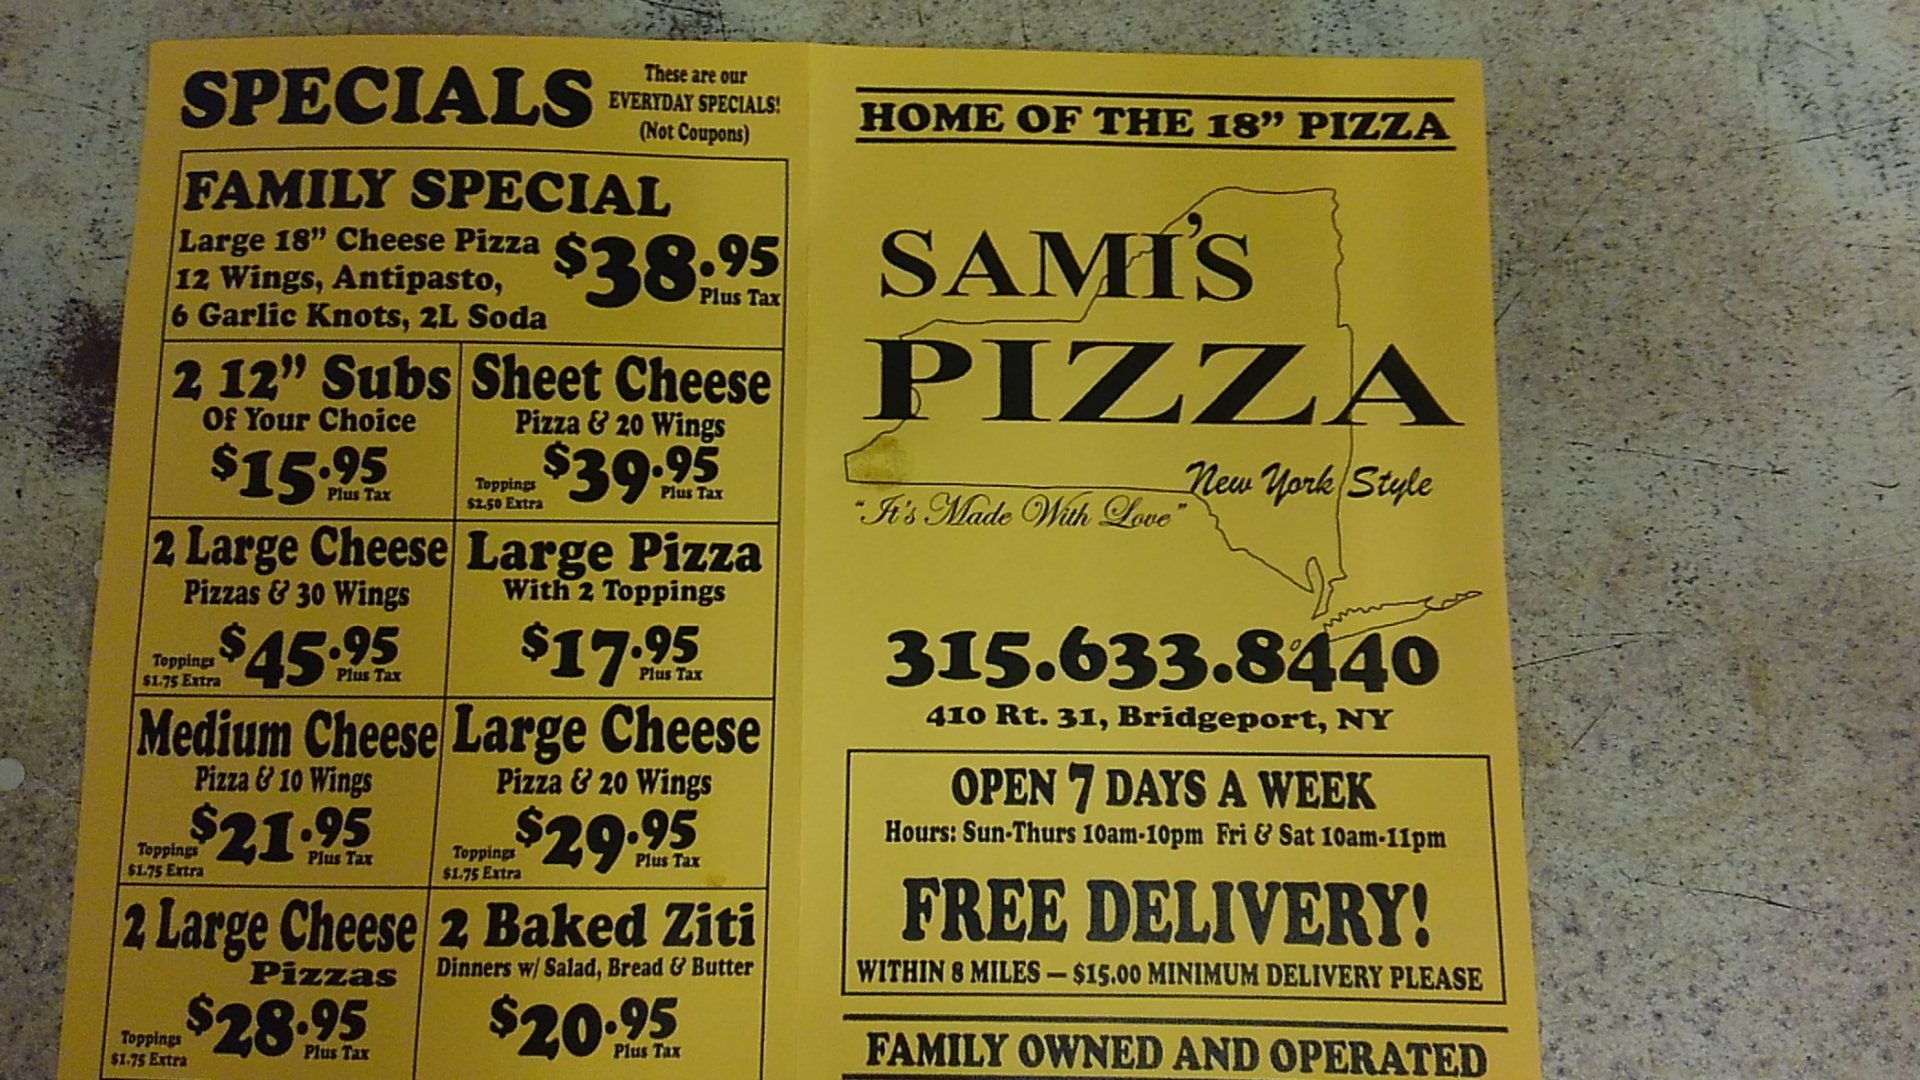 SPECIALS
These are our
EVERYDAY SPECIALS!
(Not Coupons)
FAMILY SPECIAL
Large 18" Cheese Pizza
12 Wings, Antipasto,
6 Garlic Knots, 2L Soda
$38.95
Plus Tax
2 12" Subs
Of Your Choice
$15.95
Plus Tax
Sheet Cheese
Pizza & 20 Wings
Toppings
$2.50 Extra
$39.95
Plus Tax
2 Large Cheese
Pizzas & 30 Wings
Toppings
$1.75 Extra
$45.95
Plus Tax
Large Pizza
With 2 Toppings
$17.95
Plus Tax
Medium Cheese
Pizza & 10 Wings
Toppings
$1.75 Extra
$21.95
Plus Tax
Large Cheese
Pizza & 20 Wings
Toppings
$1.75 Extra
$29.95
Plus Tax
2 Large Cheese
Pizzas
Toppings
$1.75 Extra
$28.95
Plus Tax
2 Baked Ziti
Dinners w/ Salad, Bread & Butter
$20.95
Plus Tax
HOME OF THE 18" PIZZA
SAMI'S
PIZZA
New York Style
"It's Made With Love"
315.633.8440
410 Rt. 31, Bridgeport, NY
OPEN 7 DAYS A WEEK
Hours: Sun-Thurs 10am-10pm Fri & Sat 10am-11pm
FREE DELIVERY!
WITHIN 8 MILES – $15.00 MINIMUM DELIVERY PLEASE
FAMILY OWNED AND OPERATED